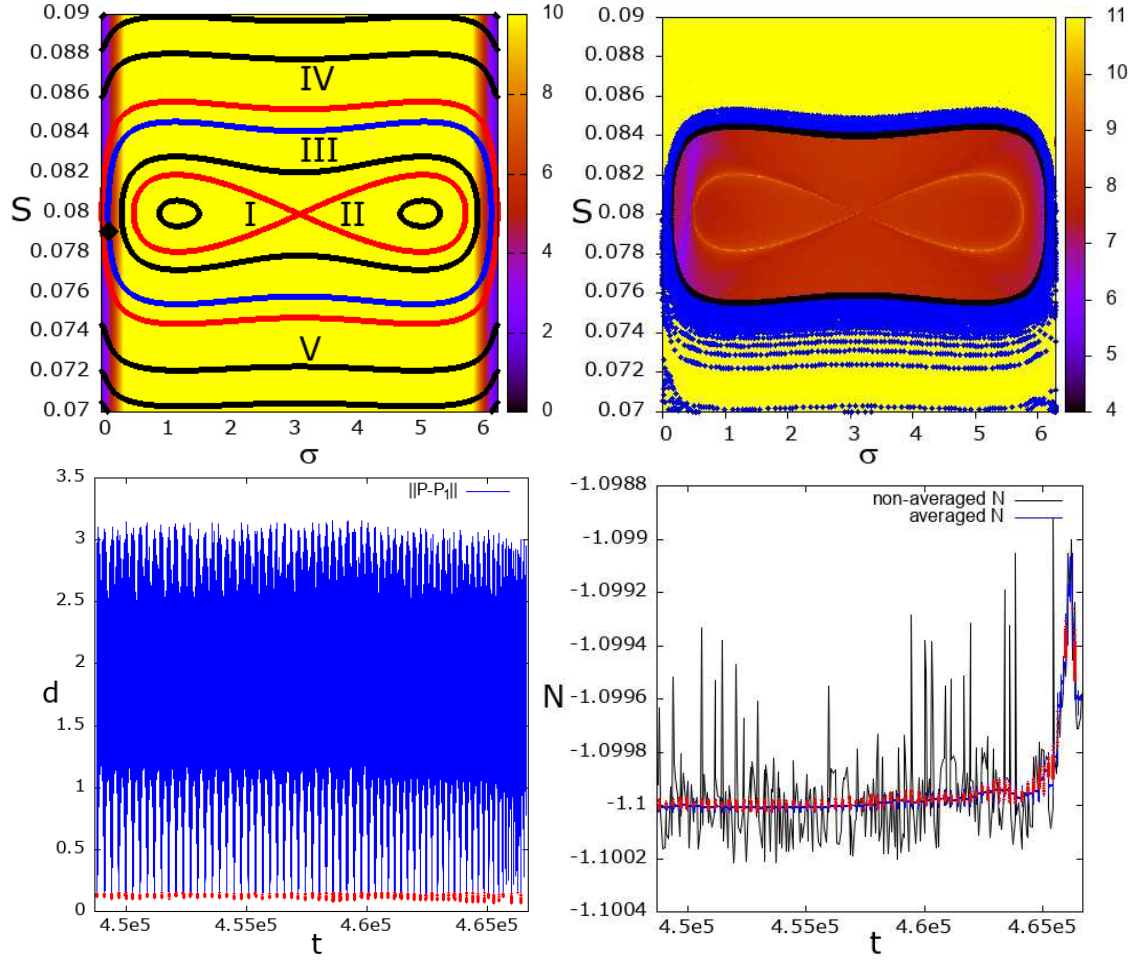 0.09
0.088
0.086
0.084
0.082
S 0.08
0.078
0.076
0.074
0.072
0.07
IV
III
I II
V
0 1 2 3 4 5 6
σ
10
8
6
4
2
0
0.09
0.088
0.086
0.084
0.082
S 0.08
0.078
0.076
0.074
0.072
0.07
0 1 2 3 4 5 6
σ
11
10
9
8
7
6
5
4
3.5
3
2.5
2
d
1.5
1
0.5
0
||P-P₁||
4.5e5 4.55e5 4.6e5 4.65e5
t
-1.0988
-1.099
-1.0992
-1.0994
N -1.0996
-1.0998
-1.1
-1.1002
-1.1004
non-averaged N
averaged N
4.5e5 4.55e5 4.6e5 4.65e5
t